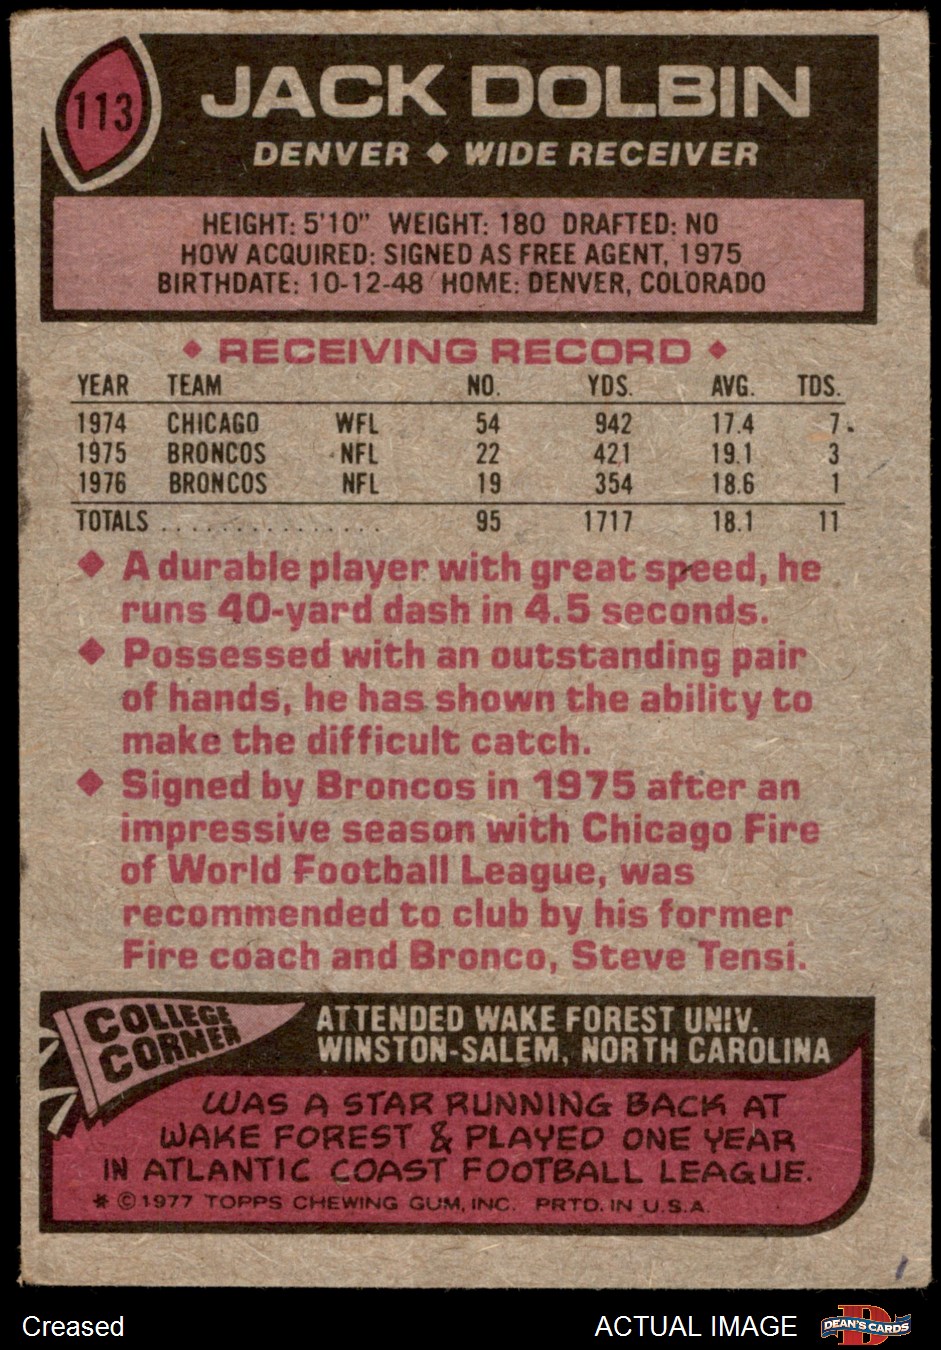 113
JACK DOLBIN
DENVER ◆ WIDE RECEIVER
HEIGHT: 5'10" WEIGHT: 180 DRAFTED: NO
HOW ACQUIRED: SIGNED AS FREE AGENT, 1975
BIRTHDATE: 10-12-48 HOME: DENVER, COLORADO
◆ RECEIVING RECORD ◆
YEAR TEAM NO. YDS. AVG. TDS.
1974 CHICAGO WFL 54 942 17.4 7
1975 BRONCOS NFL 22 421 19.1 3
1976 BRONCOS NFL 19 354 18.6 1
TOTALS . . . . . . . . . . . . . . . 95 1717 18.1 11
◆ A durable player with great speed, he
runs 40-yard dash in 4.5 seconds.
◆ Possessed with an outstanding pair
of hands, he has shown the ability to
make the difficult catch.
◆ Signed by Broncos in 1975 after an
impressive season with Chicago Fire
of World Football League, was
recommended to club by his former
Fire coach and Bronco, Steve Tensi.
COLLEGE
CORNER
ATTENDED WAKE FOREST UNIV.
WINSTON-SALEM, NORTH CAROLINA
WAS A STAR RUNNING BACK AT
WAKE FOREST & PLAYED ONE YEAR
IN ATLANTIC COAST FOOTBALL LEAGUE.
* © 1977 TOPPS CHEWING GUM, INC. PRTD. IN U.S.A.
Creased
ACTUAL IMAGE
D
DEAN'S CARDS